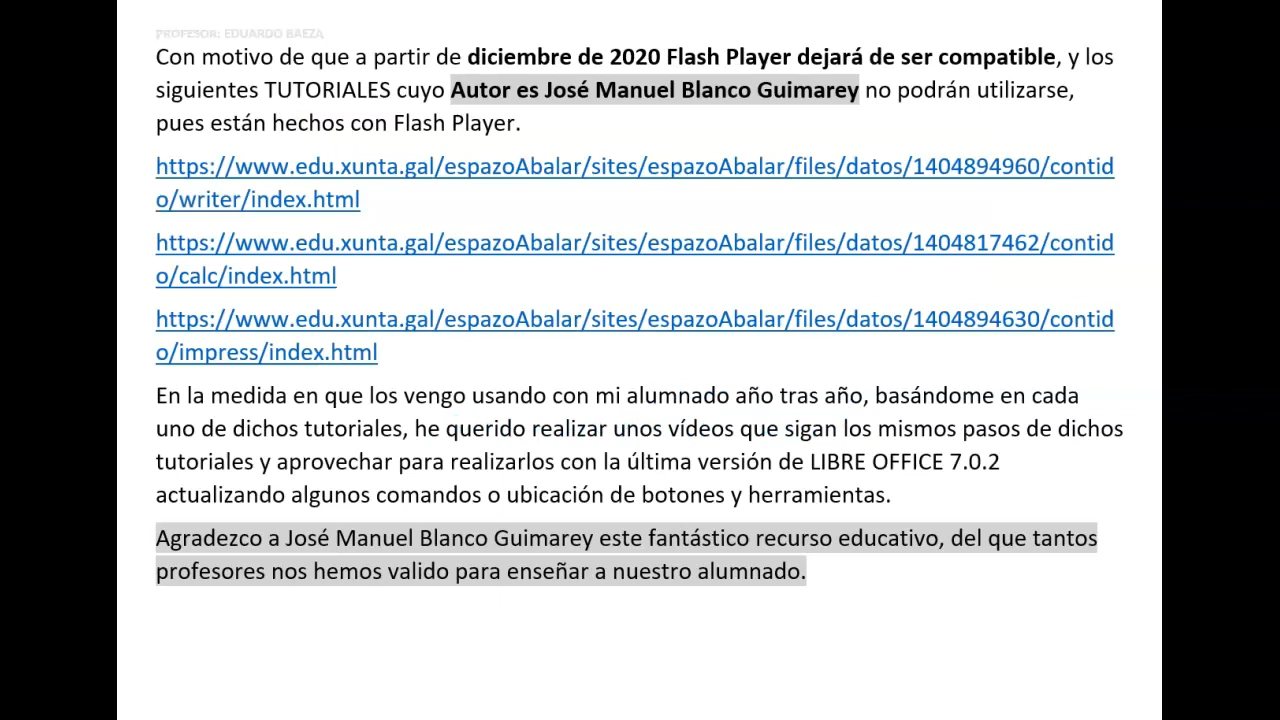 PROFESOR: EDUARDO BAEZA
Con motivo de que a partir de diciembre de 2020 Flash Player dejará de ser compatible, y los
siguientes TUTORIALES cuyo Autor es José Manuel Blanco Guimarey no podrán utilizarse,
pues están hechos con Flash Player.
https://www.edu.xunta.gal/espazoAbalar/sites/espazoAbalar/files/datos/1404894960/contid
o/writer/index.html
https://www.edu.xunta.gal/espazoAbalar/sites/espazoAbalar/files/datos/1404817462/contid
o/calc/index.html
https://www.edu.xunta.gal/espazoAbalar/sites/espazoAbalar/files/datos/1404894630/contid
o/impress/index.html
En la medida en que los vengo usando con mi alumnado año tras año, basándome en cada
uno de dichos tutoriales, he querido realizar unos vídeos que sigan los mismos pasos de dichos
tutoriales y aprovechar para realizarlos con la última versión de LIBRE OFFICE 7.0.2
actualizando algunos comandos o ubicación de botones y herramientas.
Agradezco a José Manuel Blanco Guimarey este fantástico recurso educativo, del que tantos
profesores nos hemos valido para enseñar a nuestro alumnado.